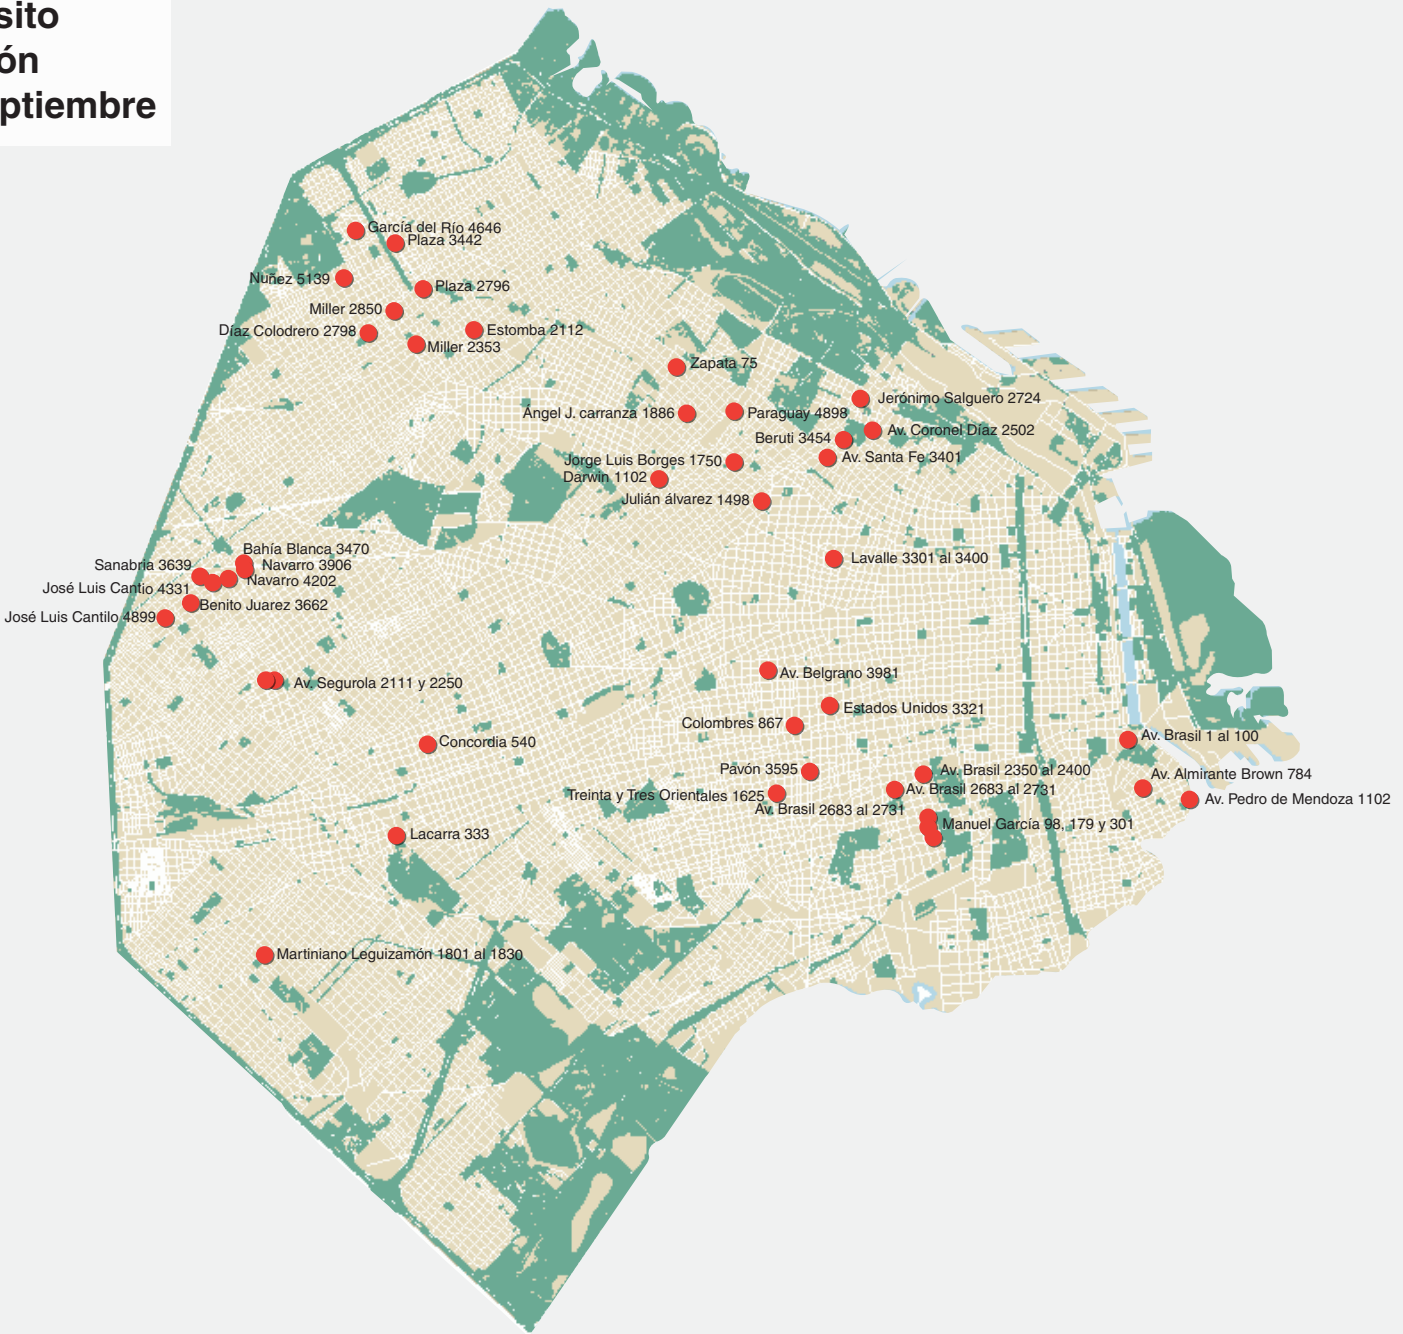 sito
ón
ptiembre
García del Río 4646
Plaza 3442
Nuñez 5139
Plaza 2796
Miller 2850
Díaz Colodrero 2798
Estomba 2112
Miller 2353
Zapata 75
Jerónimo Salguero 2724
Ángel J. carranza 1886
Paraguay 4898
Av. Coronel Díaz 2502
Beruti 3454
Av. Santa Fe 3401
Jorge Luis Borges 1750
Darwin 1102
Julián álvarez 1498
Bahía Blanca 3470
Lavalle 3301 al 3400
Sanabria 3639
Navarro 3906
Navarro 4202
José Luis Cantio 4331
Benito Juarez 3662
José Luis Cantilo 4899
Av. Belgrano 3981
Av. Segurola 2111 y 2250
Estados Unidos 3321
Colombres 867
Av. Brasil 1 al 100
Concordia 540
Pavón 3595
Av. Brasil 2350 al 2400
Av. Almirante Brown 784
Av. Brasil 2683 al 2731
Treinta y Tres Orientales 1625
Av. Pedro de Mendoza 1102
Av. Brasil 2683 al 2731
Manuel García 98, 179 y 301
Lacarra 333
Martiniano Leguizamón 1801 al 1830